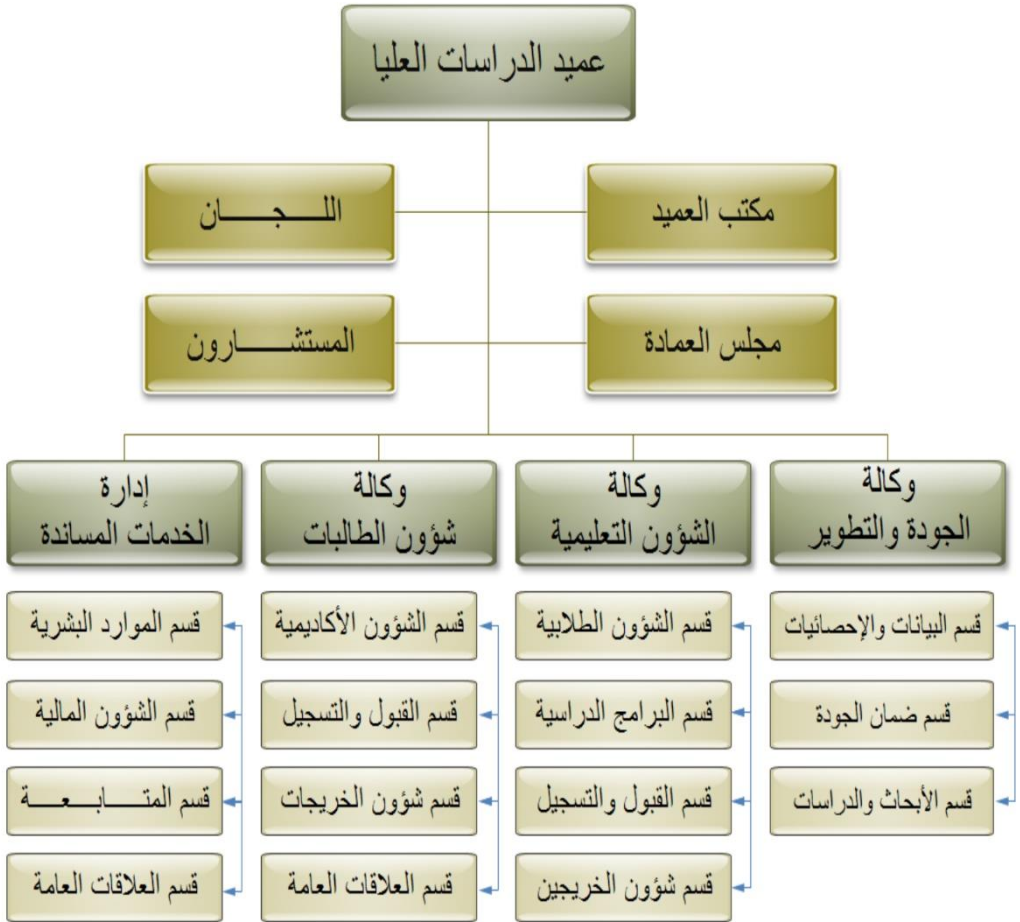 عميد الدراسات العليا
مكتب العميد
اللـــجـــــان
مجلس العمادة
المستشـــــارون
وكالة
الجودة والتطوير
وكالة
الشؤون التعليمية
وكالة
شؤون الطالبات
إدارة
الخدمات المساندة
قسم البيانات والإحصائيات
قسم ضمان الجودة
قسم الأبحاث والدراسات
قسم الشؤون الطلابية
قسم البرامج الدراسية
قسم القبول والتسجيل
قسم شؤون الخريجين
قسم الشؤون الأكاديمية
قسم القبول والتسجيل
قسم شؤون الخريجات
قسم العلاقات العامة
قسم الموارد البشرية
قسم الشؤون المالية
قسم المتـــــابـــعـــــة
قسم العلاقات العامة